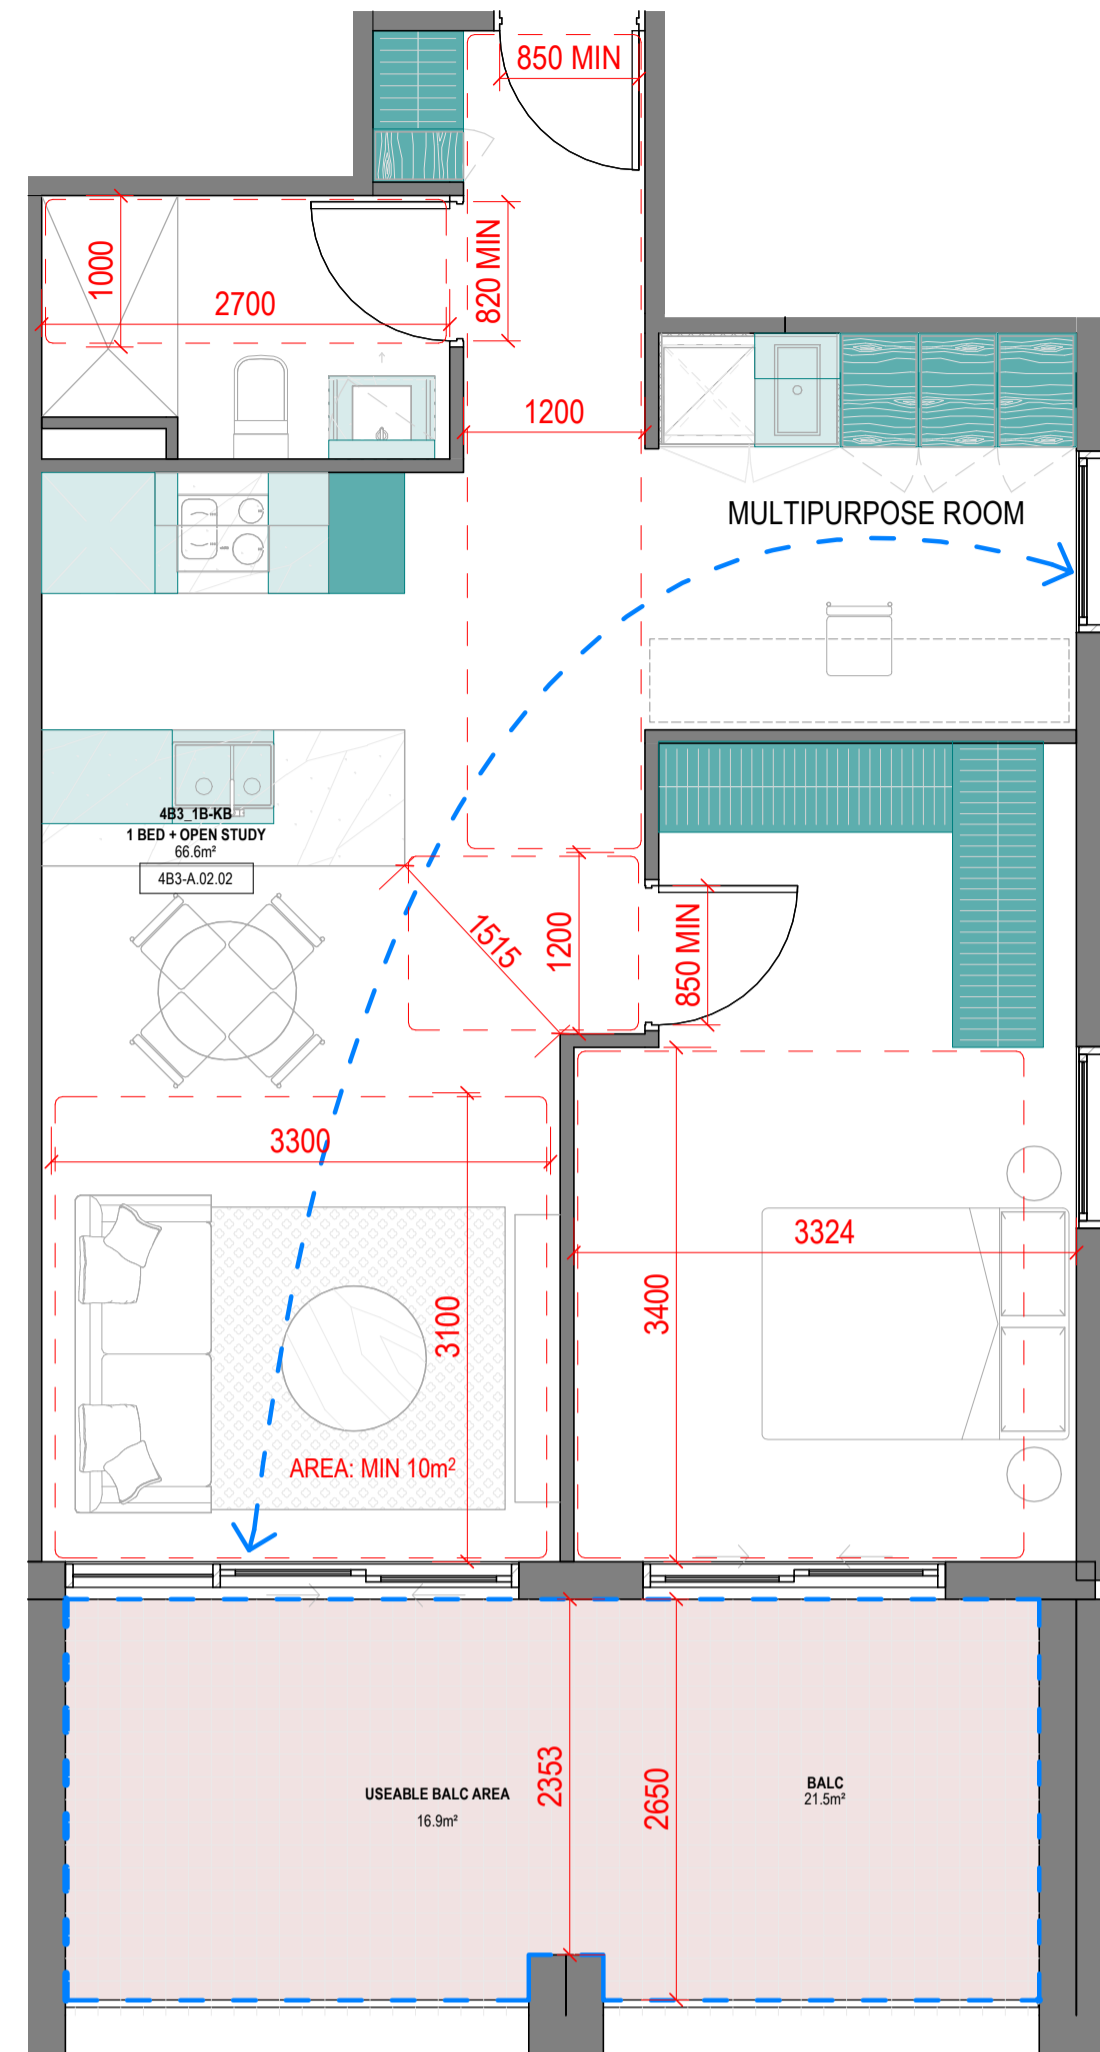 850 MIN
1000
2700
820 MIN
1200
MULTIPURPOSE ROOM
4B3_1B-KB
1 BED + OPEN STUDY
66.6m²
4B3-A.02.02
1515
1200
850 MIN
3300
3100
3400
3324
AREA: MIN 10m²
2353
2650
USEABLE BALC AREA
16.9m²
BALC
21.5m²